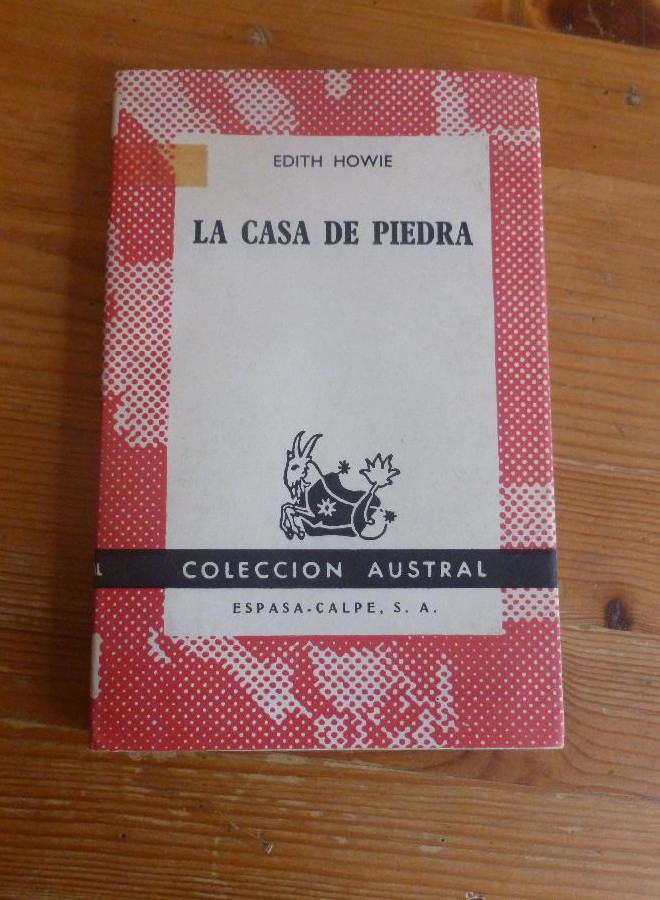 EDITH HOWIE
LA CASA DE PIEDRA
L COLECCION AUSTRAL
ESPASA-CALPE, S. A.